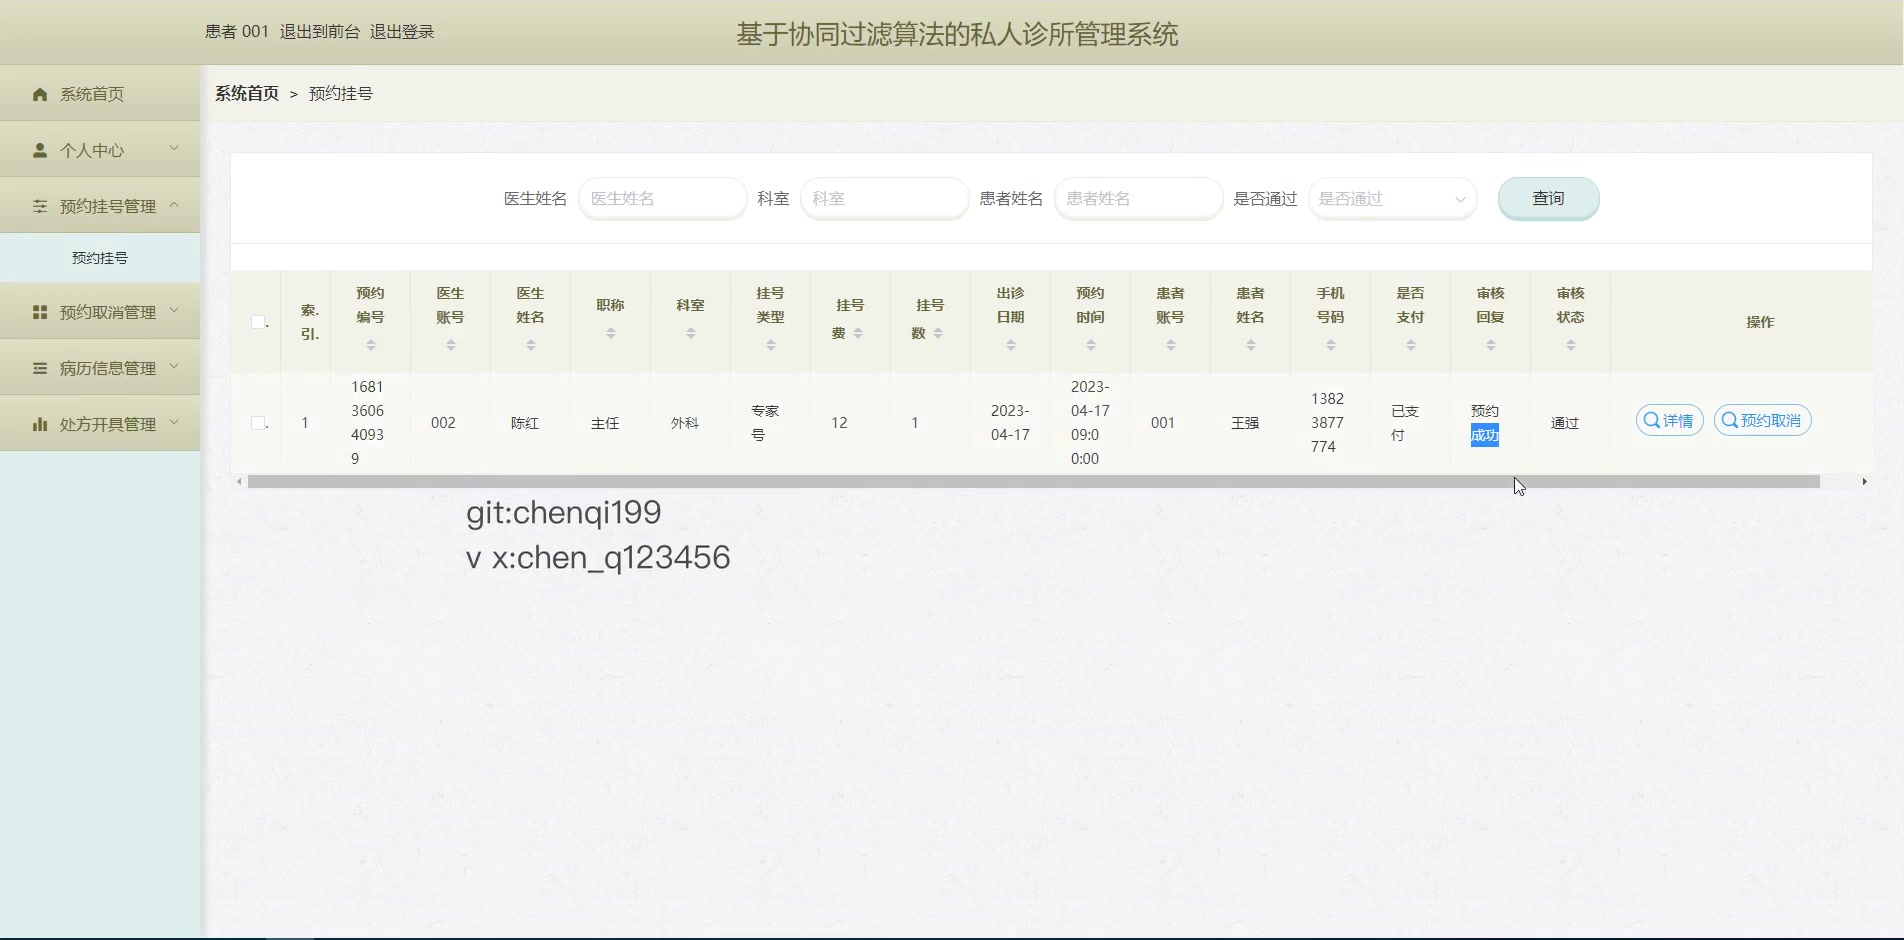 患者 001 退出到前台 退出登录
基于协同过滤算法的私人诊所管理系统
系统首页
个人中心
预约挂号管理
预约挂号
预约取消管理
病历信息管理
处方开具管理
系统首页 > 预约挂号
医生姓名 医生姓名 科室 科室 患者姓名 患者姓名 是否通过 是否通过 查询
索.
引.
预约
编号
医生
账号
医生
姓名
职称
科室
挂号
类型
挂号
费
挂号
数
出诊
日期
预约
时间
患者
账号
患者
姓名
手机
号码
是否
支付
审核
回复
审核
状态
操作
1
1681
3606
4093
9
002
陈红
主任
外科
专家
号
12
1
2023-
04-17
2023-
04-17
09:0
0:00
001
王强
1382
3877
774
已支
付
预约
成功
通过
详情
预约取消
git:chenqi199
v x:chen_q123456